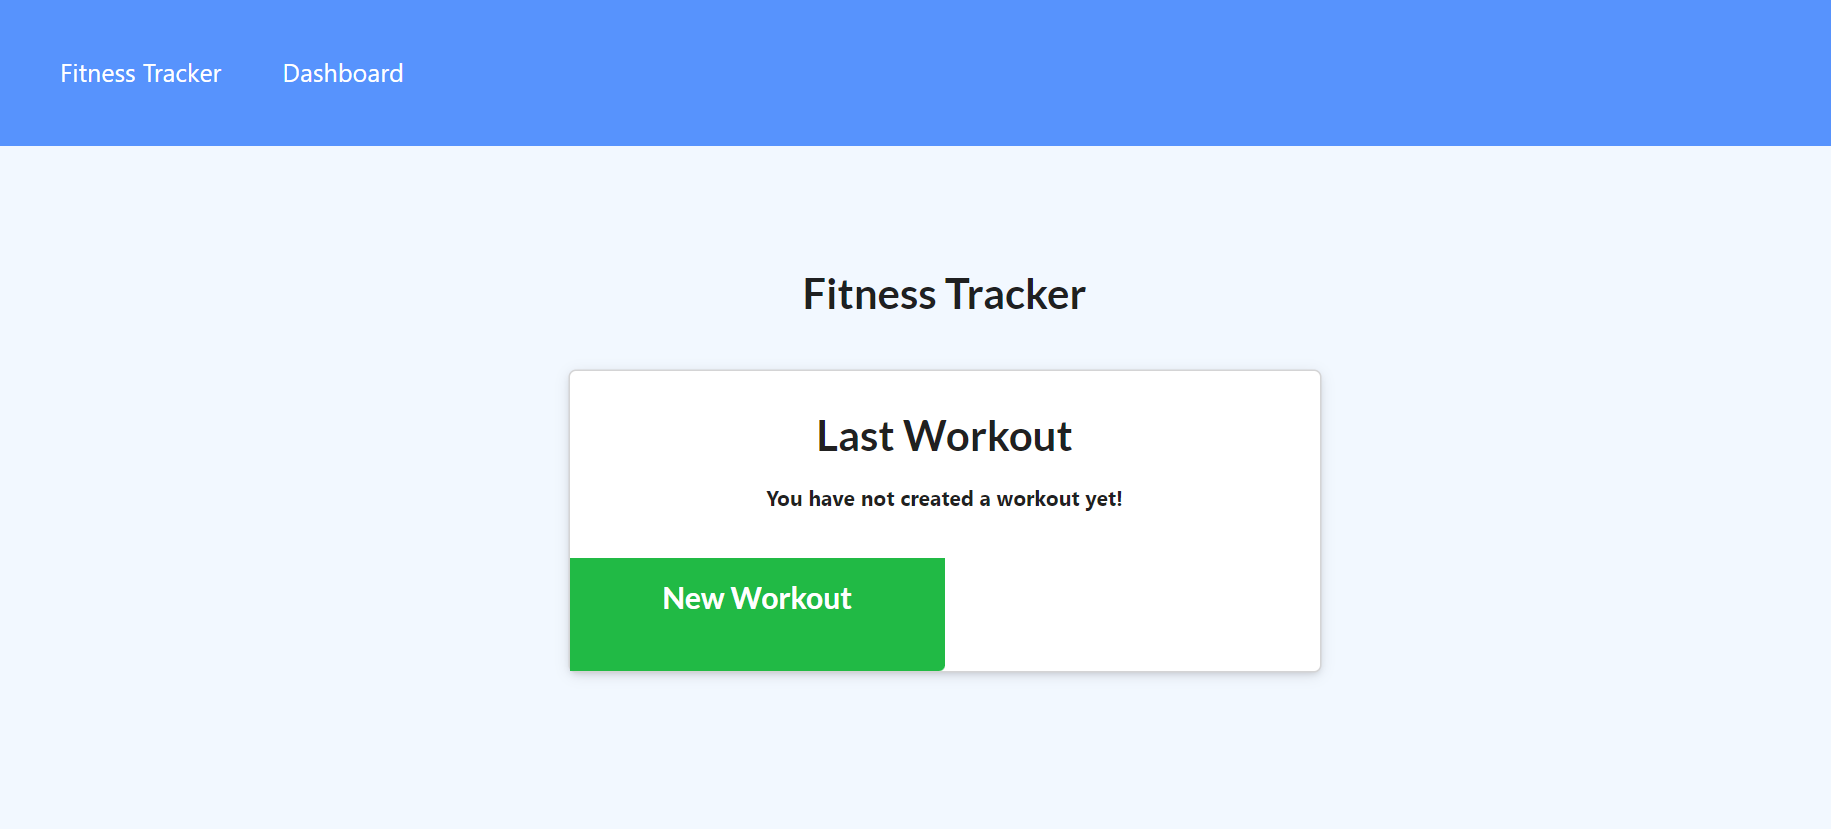 Fitness Tracker Dashboard
Fitness Tracker
Last Workout
You have not created a workout yet!
New Workout